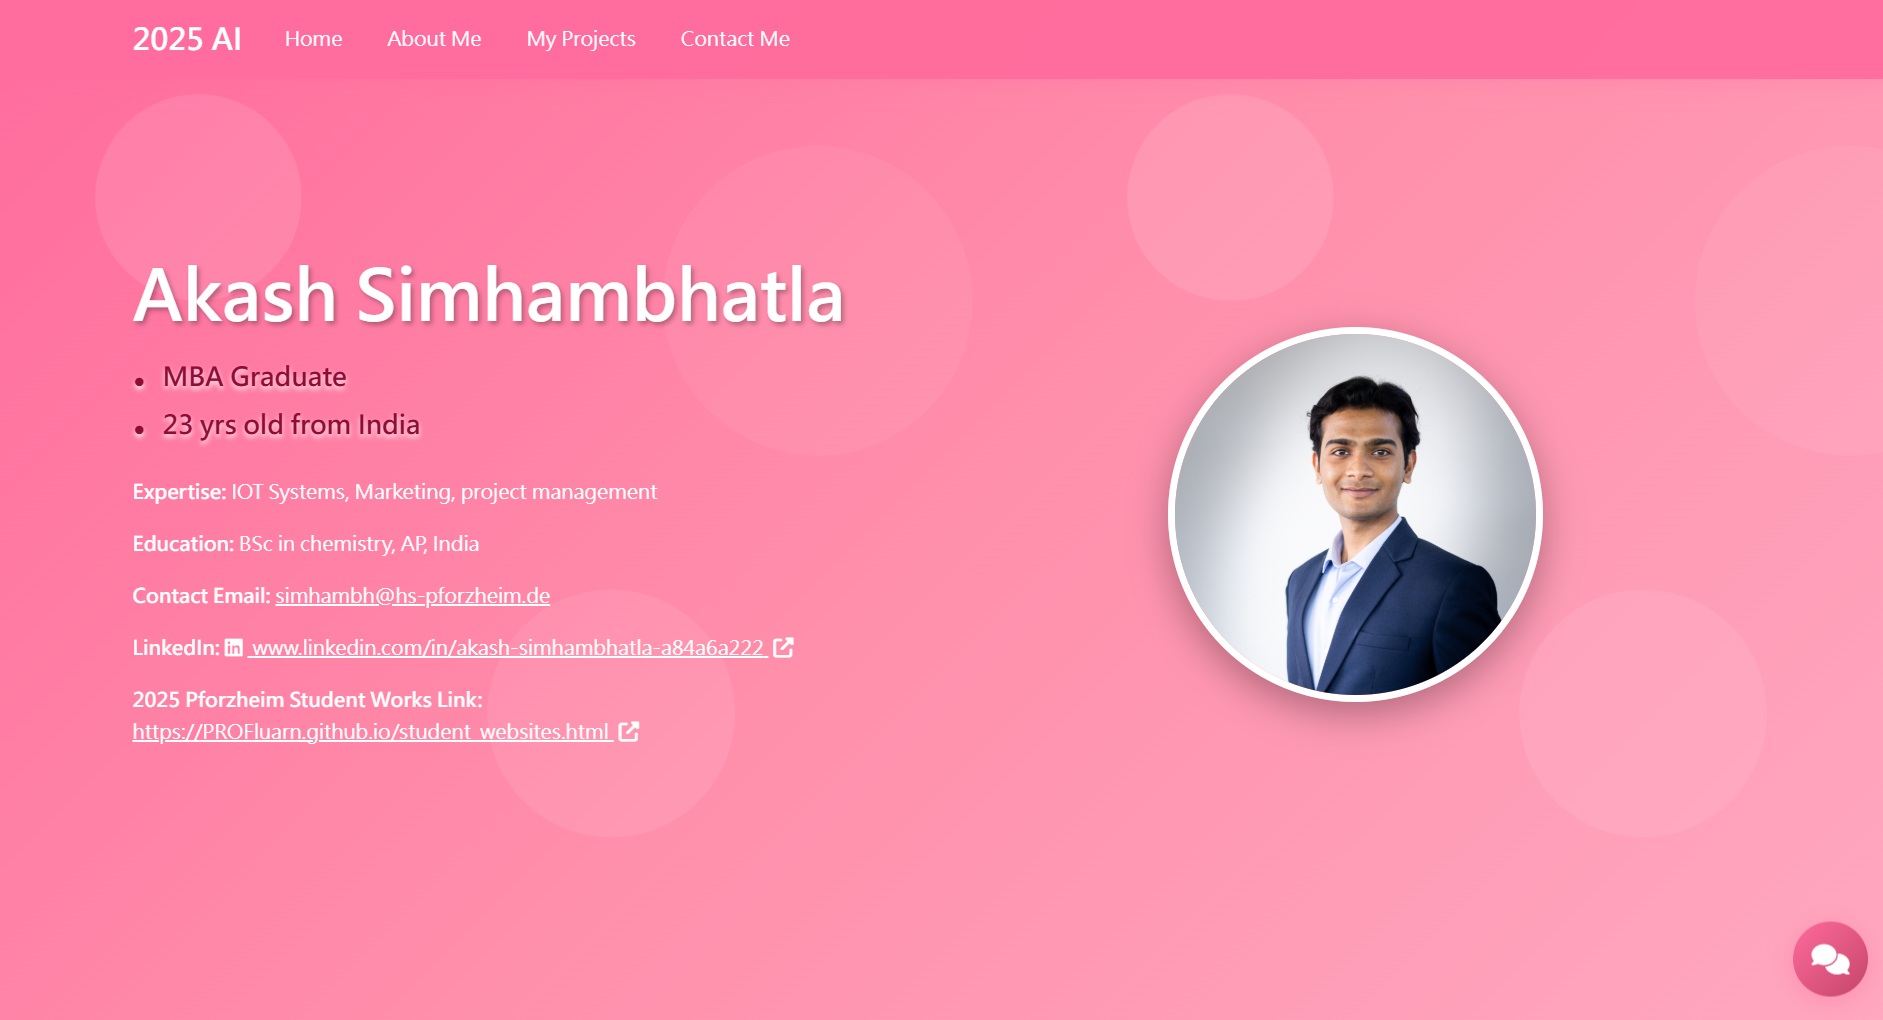 2025 AI Home About Me My Projects Contact Me
Akash Simhambhatla
• MBA Graduate
• 23 yrs old from India
Expertise: IOT Systems, Marketing, project management
Education: BSc in chemistry, AP, India
Contact Email: simhambh@hs-pforzheim.de
LinkedIn: www.linkedin.com/in/akash-simhambhatla-a84a6a222
2025 Pforzheim Student Works Link:
https://PROFluarn.github.io/student_websites.html